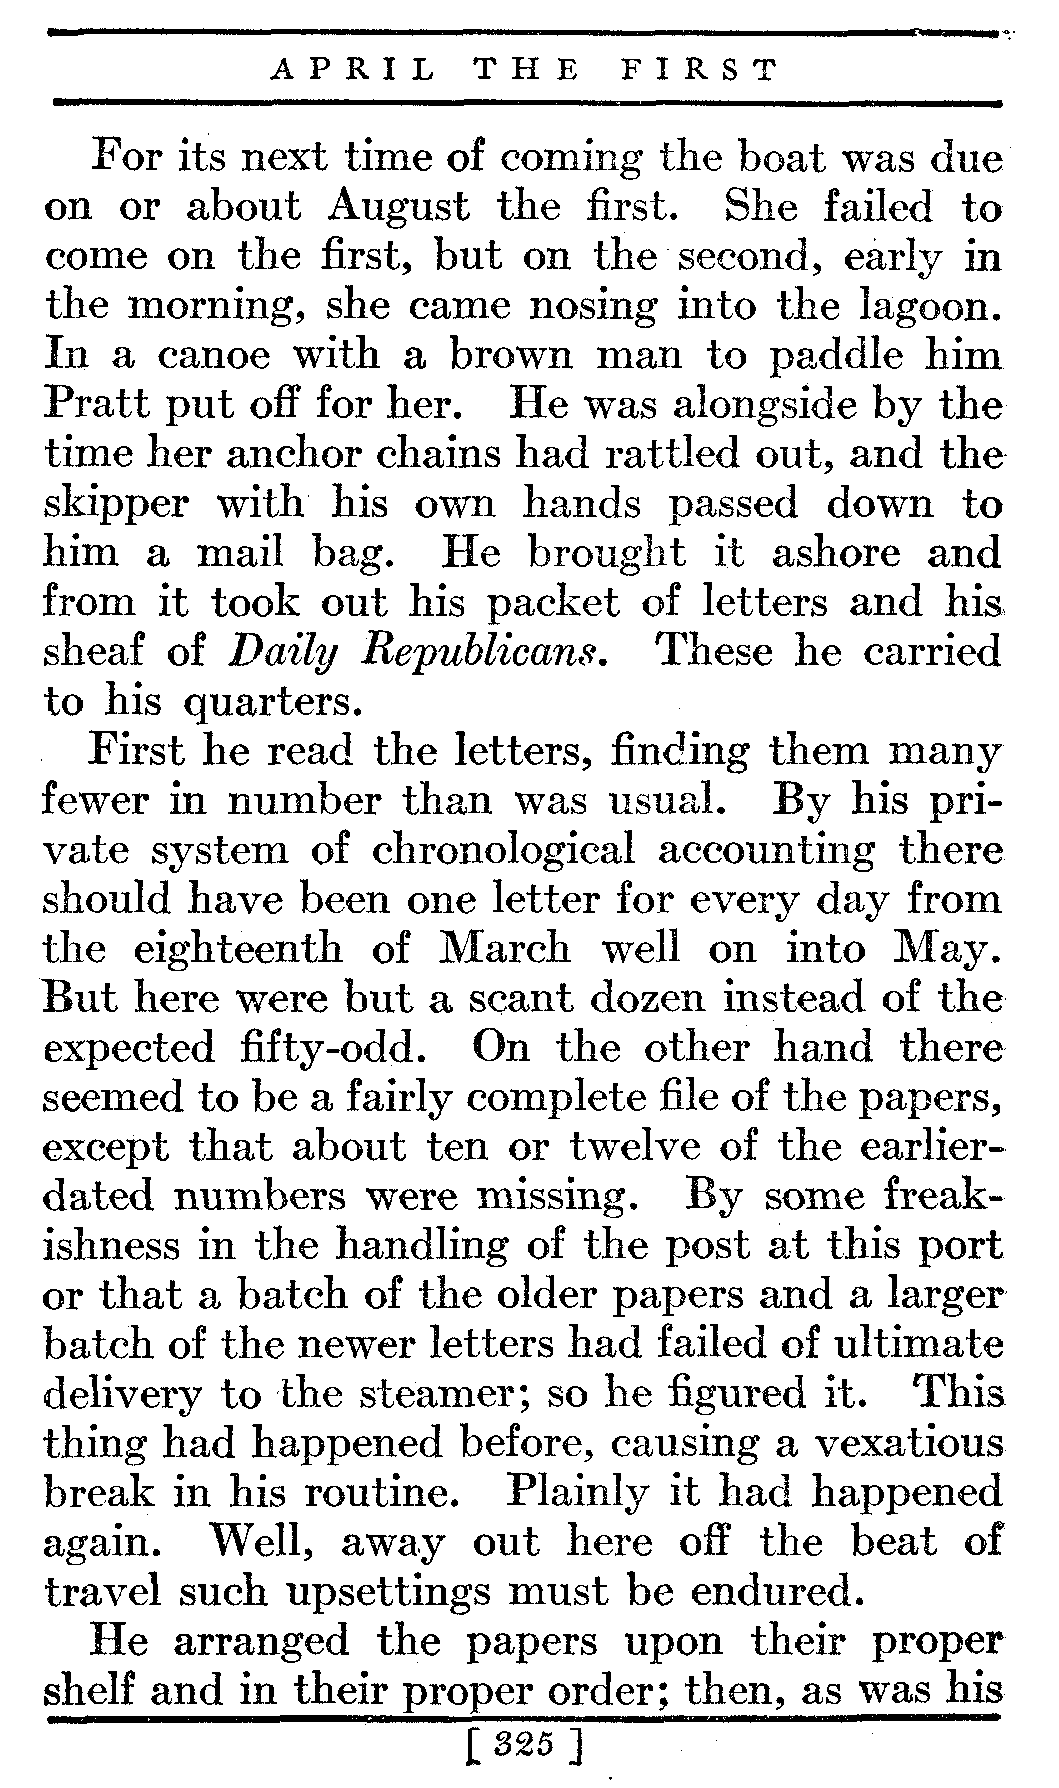 APRIL THE FIRST
For its next time of coming the boat was due
on or about August the first. She failed to
come on the first, but on the second, early in
the morning, she came nosing into the lagoon.
In a canoe with a brown man to paddle him
Pratt put off for her. He was alongside by the
time her anchor chains had rattled out, and the
skipper with his own hands passed down to
him a mail bag. He brought it ashore and
from it took out his packet of letters and his
sheaf of Daily Republicans. These he carried
to his quarters.
First he read the letters, finding them many
fewer in number than was usual. By his pri-
vate system of chronological accounting there
should have been one letter for every day from
the eighteenth of March well on into May.
But here were but a scant dozen instead of the
expected fifty-odd. On the other hand there
seemed to be a fairly complete file of the papers,
except that about ten or twelve of the earlier-
dated numbers were missing. By some freak-
ishness in the handling of the post at this port
or that a batch of the older papers and a larger
batch of the newer letters had failed of ultimate
delivery to the steamer; so he figured it. This
thing had happened before, causing a vexatious
break in his routine. Plainly it had happened
again. Well, away out here off the beat of
travel such upsettings must be endured.
He arranged the papers upon their proper
shelf and in their proper order; then, as was his
[ 325 ]